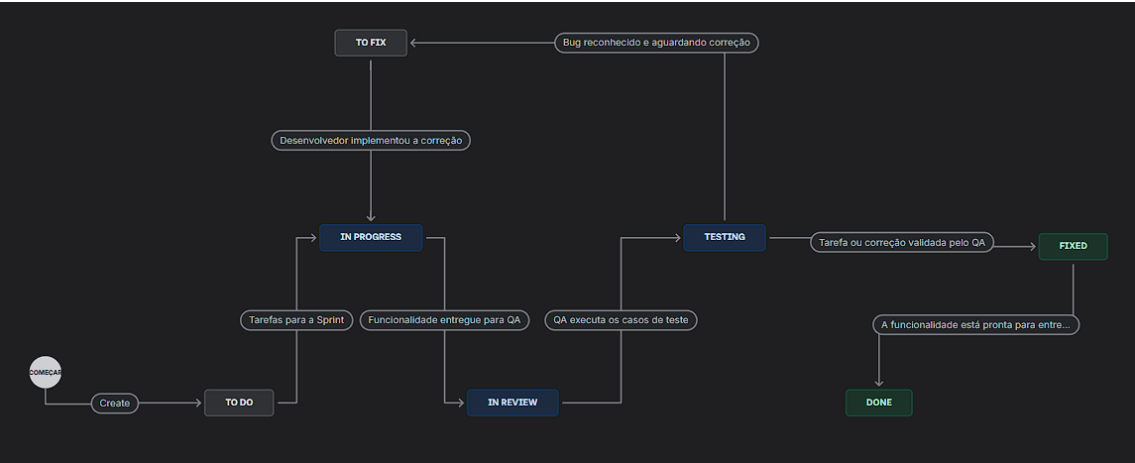 TO FIX
Bug reconhecido e aguardando correção
Desenvolvedor implementou a correção
IN PROGRESS
TESTING
Tarefa ou correção validada pelo QA
FIXED
Tarefas para a Sprint
Funcionalidade entregue para QA
QA executa os casos de teste
A funcionalidade está pronta para entre...
COMEÇAR
Create
TO DO
IN REVIEW
DONE